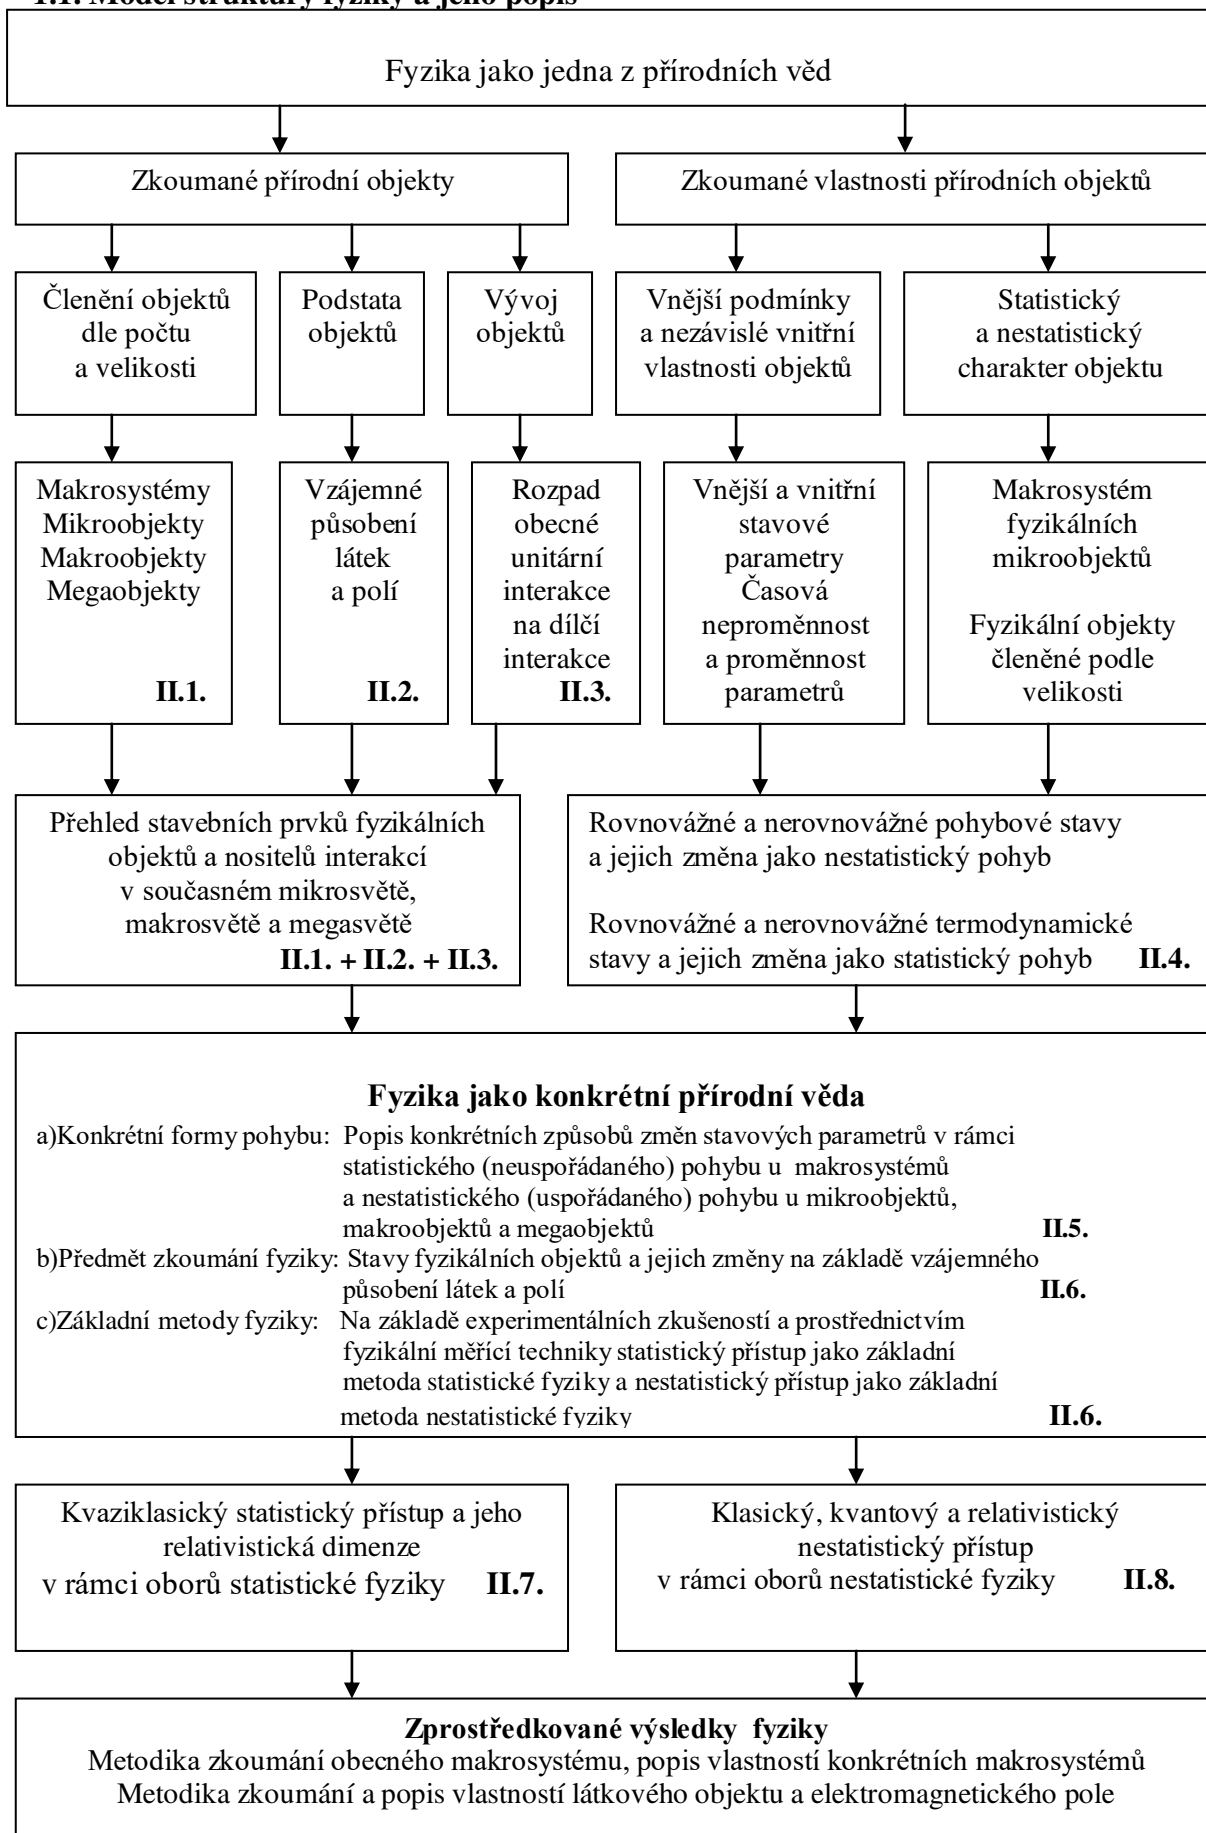 1.1. Model struktury fyziky a jeho popis
Fyzika jako jedna z přírodních věd
Zkoumané přírodní objekty
Zkoumané vlastnosti přírodních objektů
Členění objektů
dle počtu
a velikosti
Podstata
objektů
Vývoj
objektů
Vnější podmínky
a nezávislé vnitřní
vlastnosti objektů
Statistický
a nestatistický
charakter objektu
Makrosystémy
Mikroobjekty
Makroobjekty
Megaobjekty
II.1.
Vzájemné
působení
látek
a polí
II.2.
Rozpad
obecné
unitární
interakce
na dílčí
interakce
II.3.
Vnější a vnitřní
stavové
parametry
Časová
neproměnnost
a proměnnost
parametrů
Makrosystém
fyzikálních
mikroobjektů
Fyzikální objekty
členěné podle
velikosti
Přehled stavebních prvků fyzikálních
objektů a nositelů interakcí
v současném mikrosvětě,
makrosvětě a megasvětě
II.1. + II.2. + II.3.
Rovnovážné a nerovnovážné pohybové stavy
a jejich změna jako nestatistický pohyb
Rovnovážné a nerovnovážné termodynamické
stavy a jejich změna jako statistický pohyb II.4.
Fyzika jako konkrétní přírodní věda
a)Konkrétní formy pohybu: Popis konkrétních způsobů změn stavových parametrů v rámci
statistického (neuspořádaného) pohybu u makrosystémů
a nestatistického (uspořádaného) pohybu u mikroobjektů,
makroobjektů a megaobjektů II.5.
b)Předmět zkoumání fyziky: Stavy fyzikálních objektů a jejich změny na základě vzájemného
působení látek a polí II.6.
c)Základní metody fyziky: Na základě experimentálních zkušeností a prostřednictvím
fyzikální měřící techniky statistický přístup jako základní
metoda statistické fyziky a nestatistický přístup jako základní
metoda nestatistické fyziky II.6.
Kvaziklasický statistický přístup a jeho
relativistická dimenze
v rámci oborů statistické fyziky II.7.
Klasický, kvantový a relativistický
nestatistický přístup
v rámci oborů nestatistické fyziky II.8.
Zprostředkované výsledky fyziky
Metodika zkoumání obecného makrosystému, popis vlastností konkrétních makrosystémů
Metodika zkoumání a popis vlastností látkového objektu a elektromagnetického pole